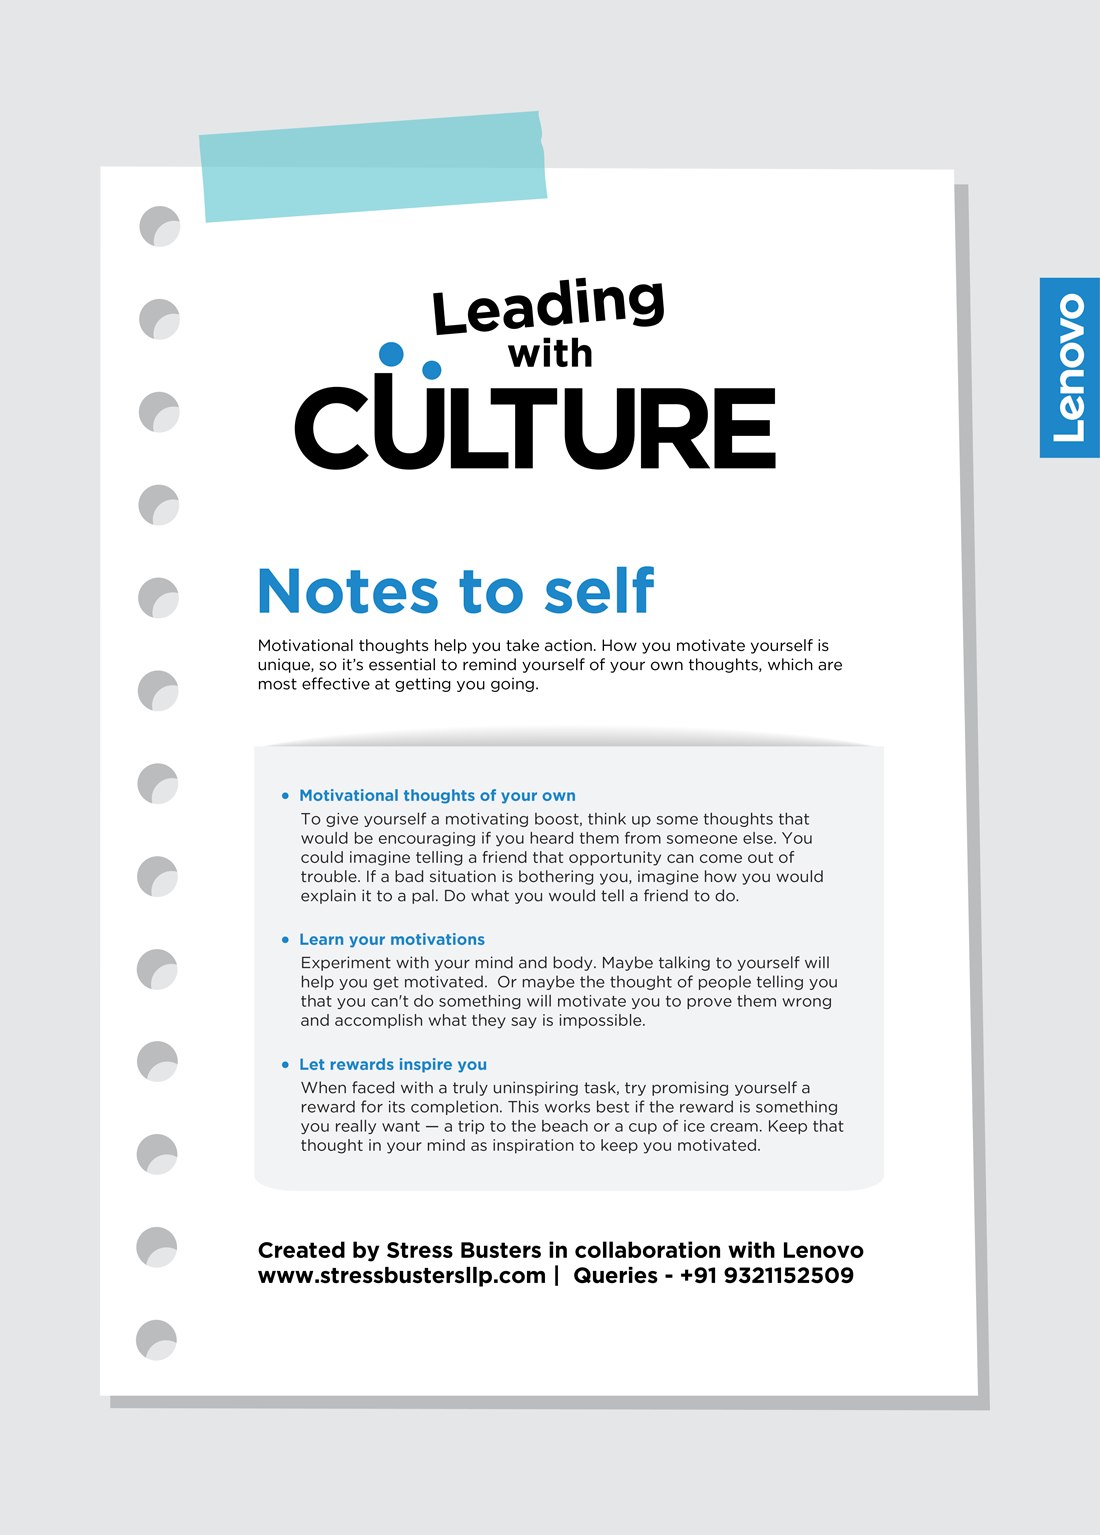 Leading
with
CULTURE
Lenovo
Notes to self
Motivational thoughts help you take action. How you motivate yourself is
unique, so it’s essential to remind yourself of your own thoughts, which are
most effective at getting you going.
• Motivational thoughts of your own
To give yourself a motivating boost, think up some thoughts that
would be encouraging if you heard them from someone else. You
could imagine telling a friend that opportunity can come out of
trouble. If a bad situation is bothering you, imagine how you would
explain it to a pal. Do what you would tell a friend to do.
• Learn your motivations
Experiment with your mind and body. Maybe talking to yourself will
help you get motivated.  Or maybe the thought of people telling you
that you can't do something will motivate you to prove them wrong
and accomplish what they say is impossible.
• Let rewards inspire you
When faced with a truly uninspiring task, try promising yourself a
reward for its completion. This works best if the reward is something
you really want — a trip to the beach or a cup of ice cream. Keep that
thought in your mind as inspiration to keep you motivated.
Created by Stress Busters in collaboration with Lenovo
www.stressbustersllp.com |  Queries - +91 9321152509